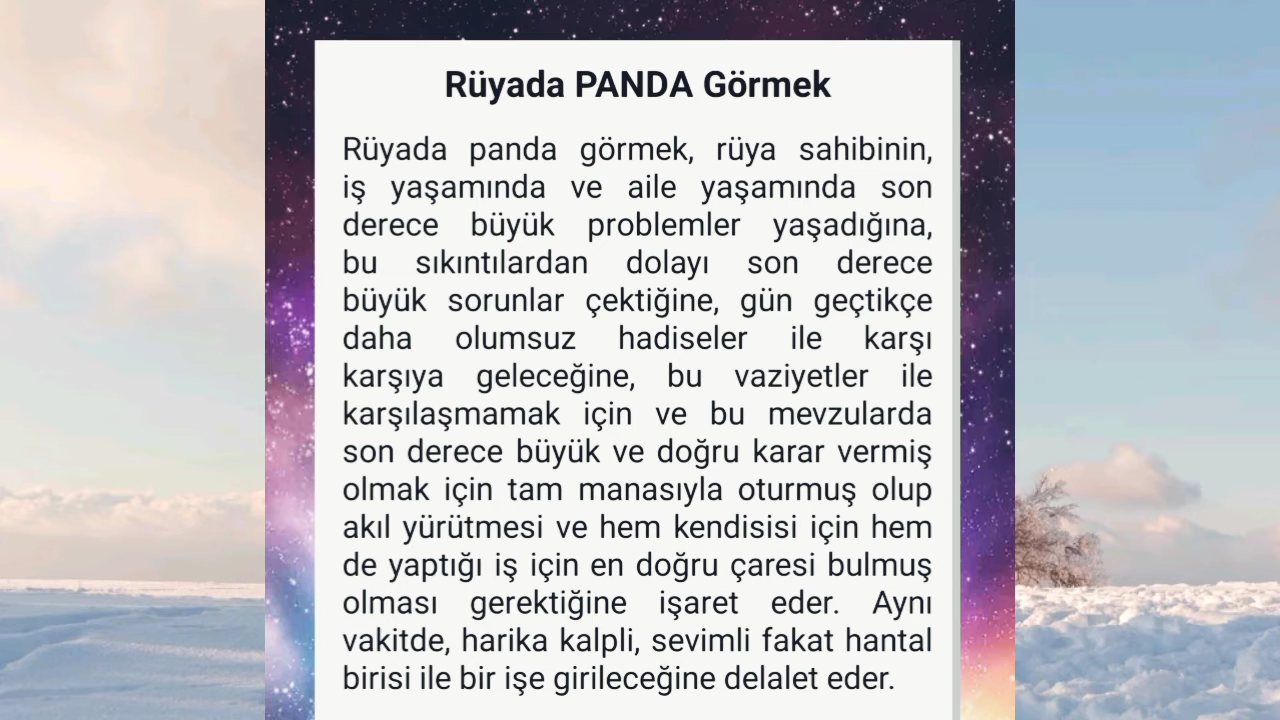 Rüyada PANDA Görmek
Rüyada panda görmek, rüya sahibinin,
iş yaşamında ve aile yaşamında son
derece büyük problemler yaşadığına,
bu sıkıntılardan dolayı son derece
büyük sorunlar çektiğine, gün geçtikçe
daha olumsuz hadiseler ile karşı
karşıya geleceğine, bu vaziyetler ile
karşılaşmamak için ve bu mevzularda
son derece büyük ve doğru karar vermiş
olmak için tam manasıyla oturmuş olup
akıl yürütmesi ve hem kendisisi için hem
de yaptığı iş için en doğru çaresi bulmuş
olması gerektiğine işaret eder. Aynı
vakitde, harika kalpli, sevimli fakat hantal
birisi ile bir işe girileceğine delalet eder.